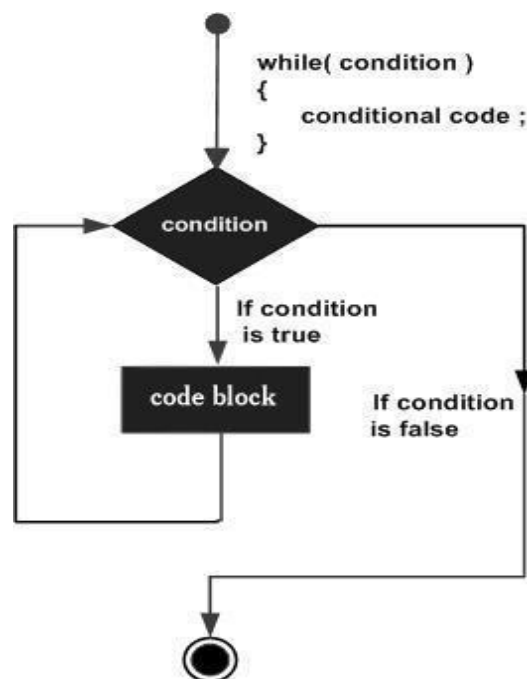 while( condition )
{
conditional code ;
}
condition
If condition
is true
code block
If condition
is false